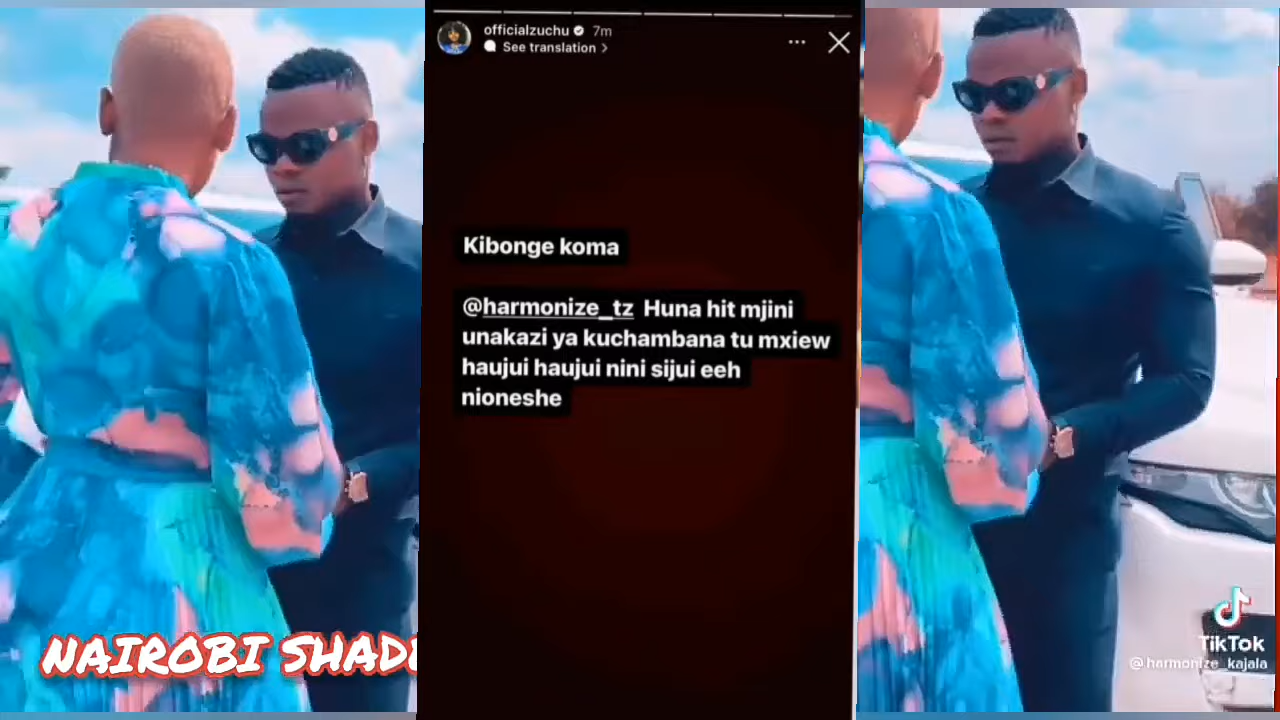 officialzuchu 7m
See translation >
Kibonge koma
@harmonize_tz Huna hit mjini
unakazi ya kuchambana tu mxiew
haujui haujui nini sijui eeh
nioneshe
NAIROBI SHAD
TikTok
@harmonize_kajala